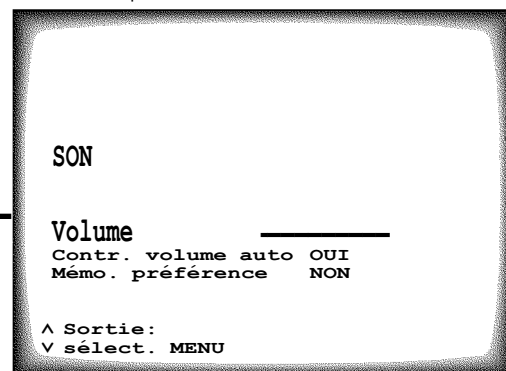 SON
Volume
Contr. volume auto OUI
Mémo. préférence NON
∧ Sortie:
∨ sélect. MENU